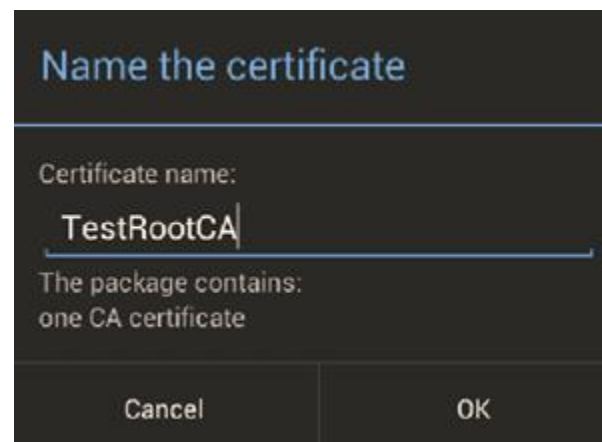 Name the certificate
Certificate name:
TestRootCA
The package contains:
one CA certificate
Cancel
OK